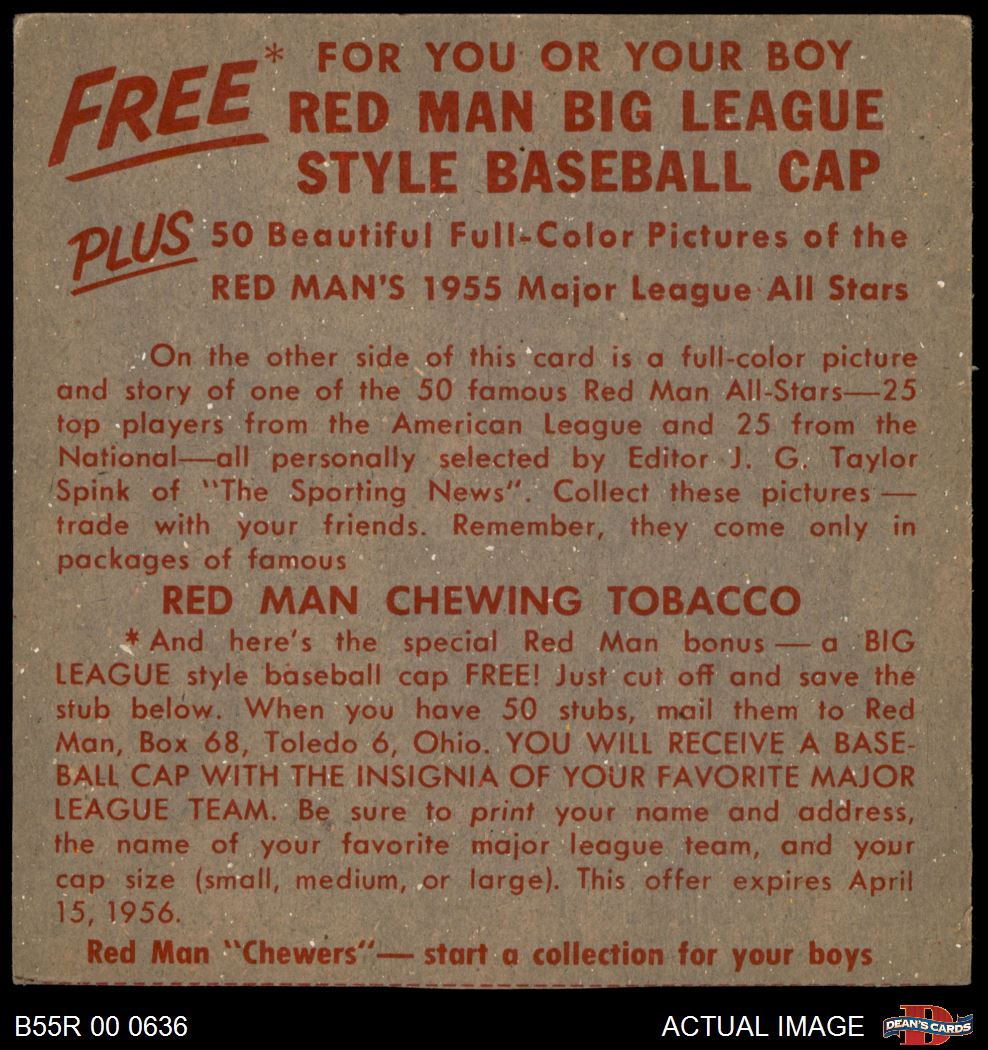 FREE* FOR YOU OR YOUR BOY
RED MAN BIG LEAGUE
STYLE BASEBALL CAP
PLUS 50 Beautiful Full-Color Pictures of the
RED MAN'S 1955 Major League All Stars
On the other side of this card is a full-color picture
and story of one of the 50 famous Red Man All-Stars—25
top players from the American League and 25 from the
National—all personally selected by Editor J. G. Taylor
Spink of "The Sporting News". Collect these pictures —
trade with your friends. Remember, they come only in
packages of famous
RED MAN CHEWING TOBACCO
*And here's the special Red Man bonus — a BIG
LEAGUE style baseball cap FREE! Just cut off and save the
stub below. When you have 50 stubs, mail them to Red
Man, Box 68, Toledo 6, Ohio. YOU WILL RECEIVE A BASE-
BALL CAP WITH THE INSIGNIA OF YOUR FAVORITE MAJOR
LEAGUE TEAM. Be sure to print your name and address,
the name of your favorite major league team, and your
cap size (small, medium, or large). This offer expires April
15, 1956.
Red Man "Chewers"— start a collection for your boys
B55R 00 0636
ACTUAL IMAGE
DEAN'S CARDS